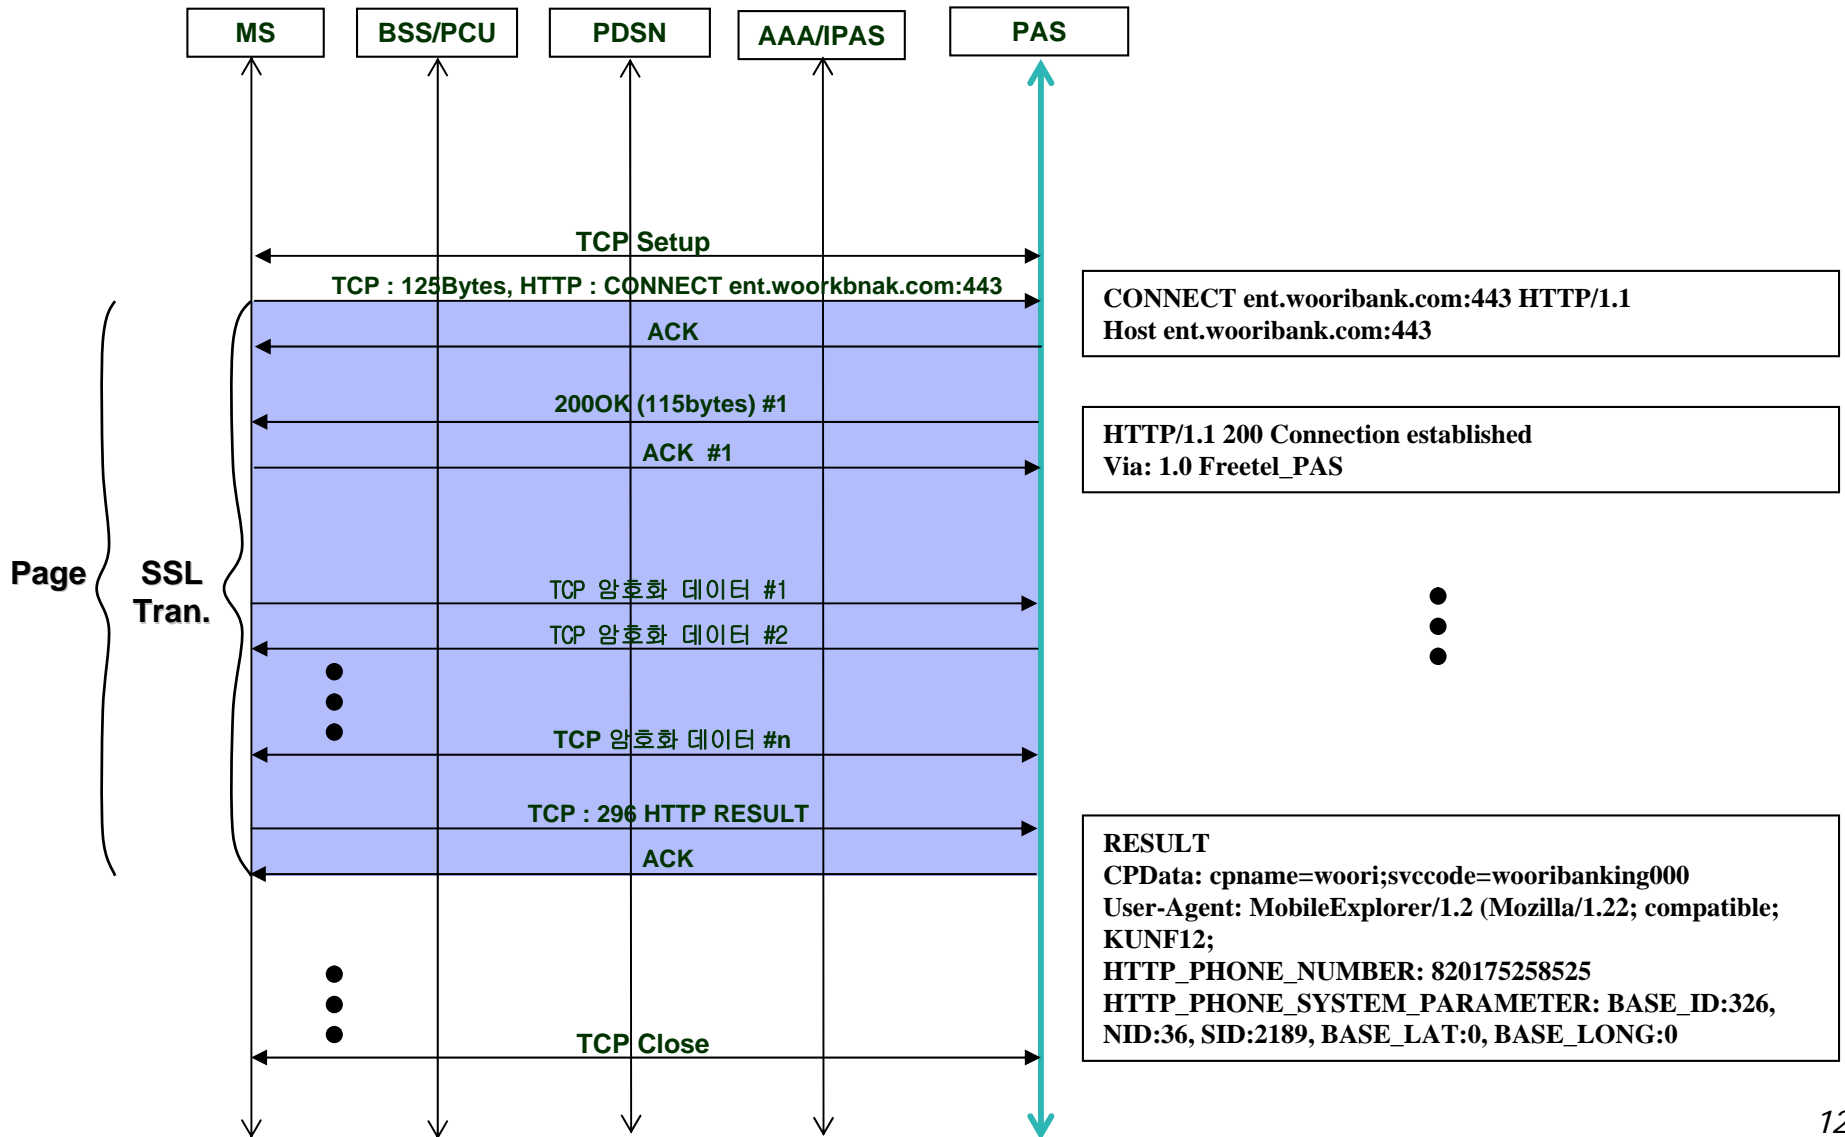 MS
BSS/PCU
PDSN
AAA/IPAS
PAS
TCP Setup
TCP : 125Bytes, HTTP : CONNECT ent.woorkbnak.com:443
CONNECT ent.wooribank.com:443 HTTP/1.1
Host ent.wooribank.com:443
ACK
200OK (115bytes) #1
HTTP/1.1 200 Connection established
Via: 1.0 Freetel_PAS
ACK #1
Page
SSL
Tran.
TCP 암호화 데이터 #1
TCP 암호화 데이터 #2
TCP 암호화 데이터 #n
TCP : 296 HTTP RESULT
ACK
RESULT
CPData: cpname=woori;svccode=wooribanking000
User-Agent: MobileExplorer/1.2 (Mozilla/1.22; compatible;
KUNF12;
HTTP_PHONE_NUMBER: 820175258525
HTTP_PHONE_SYSTEM_PARAMETER: BASE_ID:326,
NID:36, SID:2189, BASE_LAT:0, BASE_LONG:0
TCP Close
12